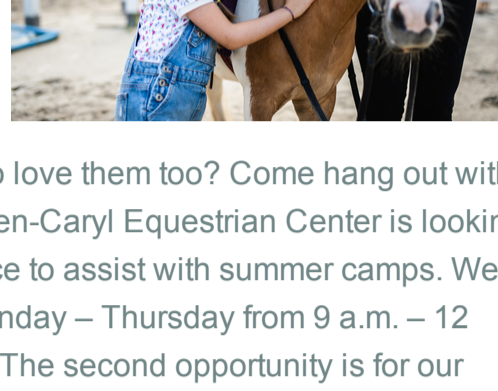 love them too? Come hang out with
en-Caryl Equestrian Center is lookin
ce to assist with summer camps. We
nday – Thursday from 9 a.m. – 12
The second opportunity is for our